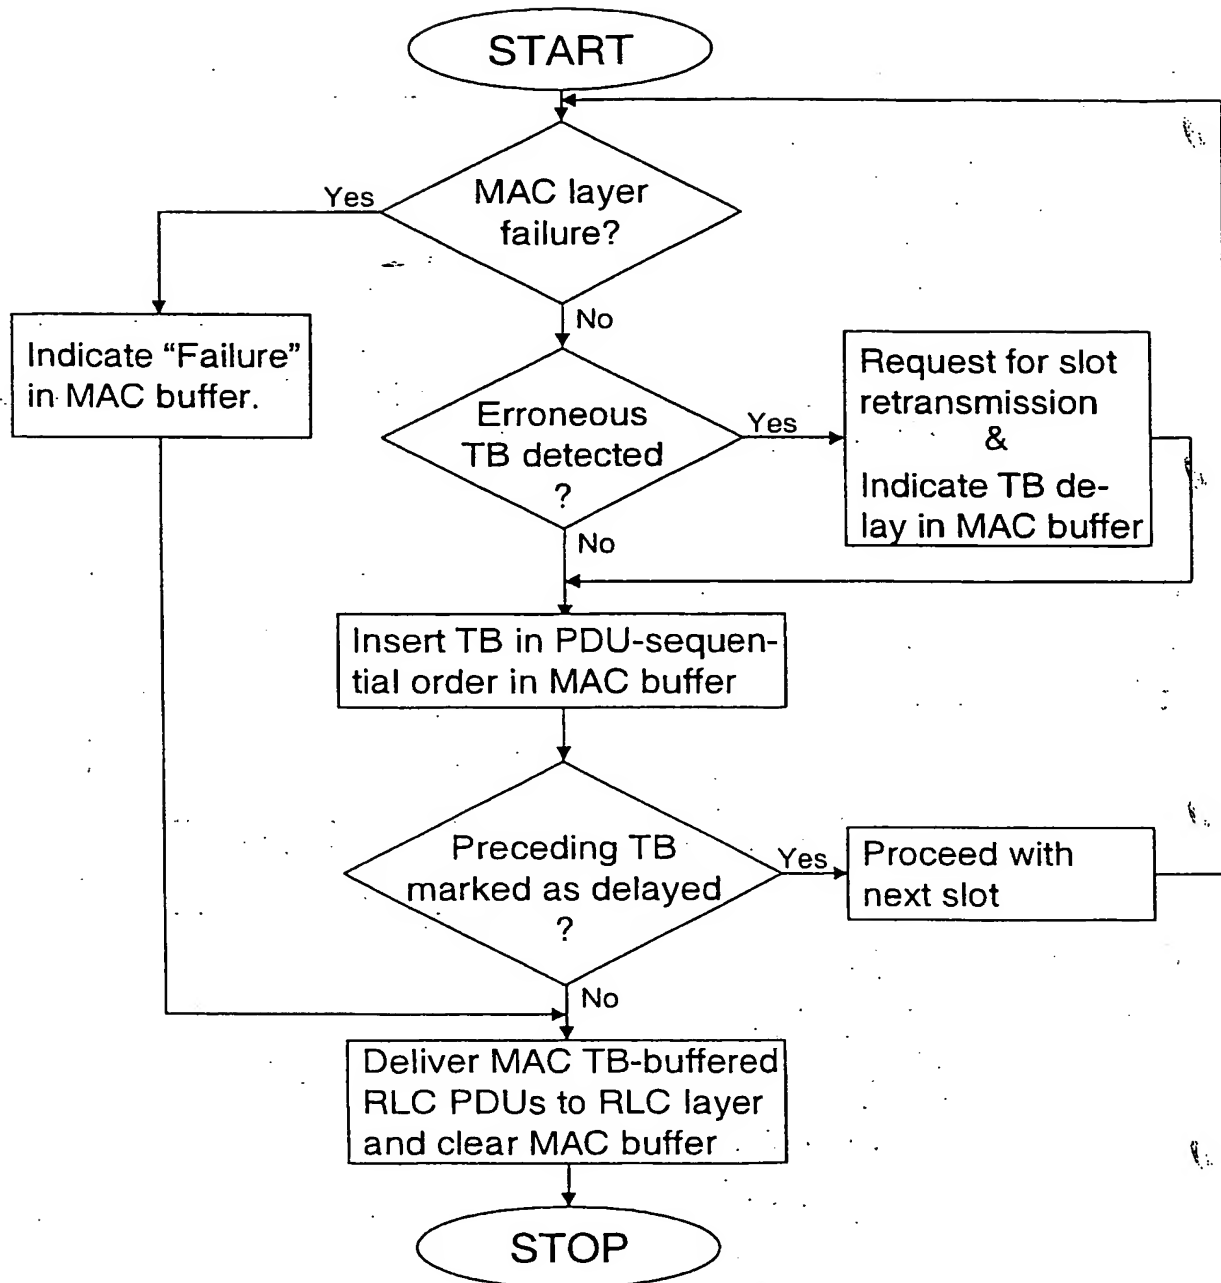 START
MAC layer
failure?
Yes
No
Indicate “Failure”
in MAC buffer.
Erroneous
TB detected
?
Yes
No
Request for slot
retransmission
&
Indicate TB de-
lay in MAC buffer
Insert TB in PDU-sequen-
tial order in MAC buffer
Preceding TB
marked as delayed
?
Yes
No
Proceed with
next slot
Deliver MAC TB-buffered
RLC PDUs to RLC layer
and clear MAC buffer
STOP